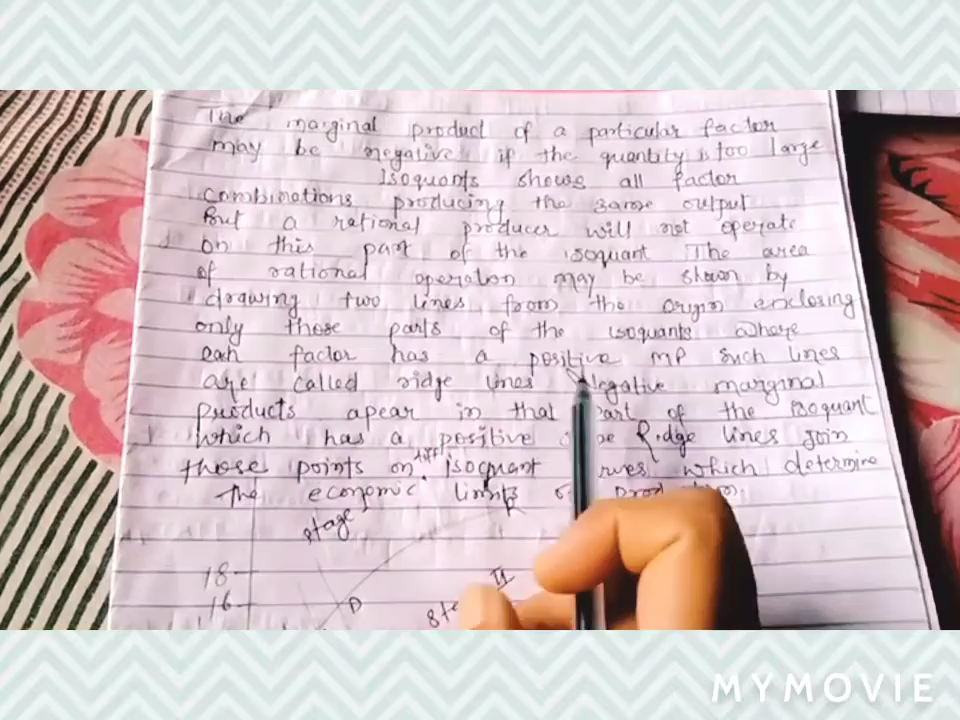 The marginal product of a particular factor
may be negative if the quantity is too large
Isoquants shows all factor
Combinations producing the same output
But a rational producer will not operate
on this part of the isoquant The area
of rational operation may be shown by
drawing two lines from the origin enclosing
only those parts of the isoquants where
each factor has a positive MP Such lines
are called ridge lines Negative marginal
products apear in that part of the isoquant
which has a positive Ridge lines join
diff
those points on isoquant which determine
the economic limits
stage
18
II
16 D
MYMOVIE